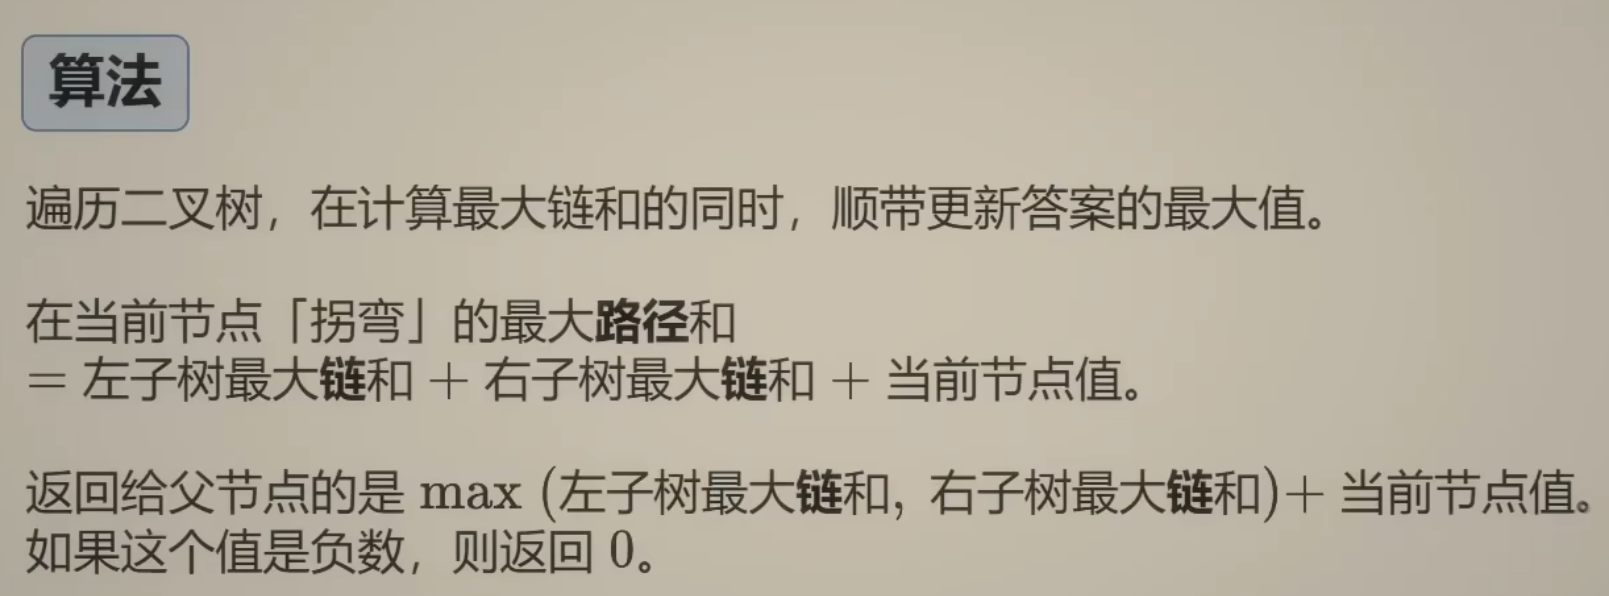 算法
遍历二叉树，在计算最大链和的同时，顺带更新答案的最大值。
在当前节点「拐弯」的最大路径和
= 左子树最大链和 + 右子树最大链和 + 当前节点值。
返回给父节点的是 max (左子树最大链和, 右子树最大链和)+ 当前节点值。
如果这个值是负数，则返回 0。